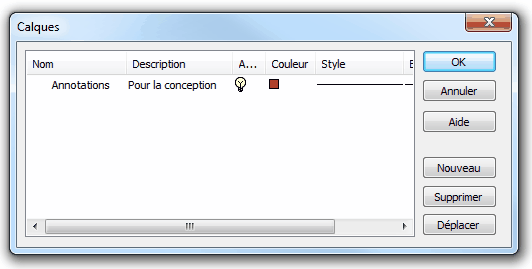 Calques
Nom Description A... Couleur Style E
Annotations Pour la conception
OK
Annuler
Aide
Nouveau
Supprimer
Déplacer